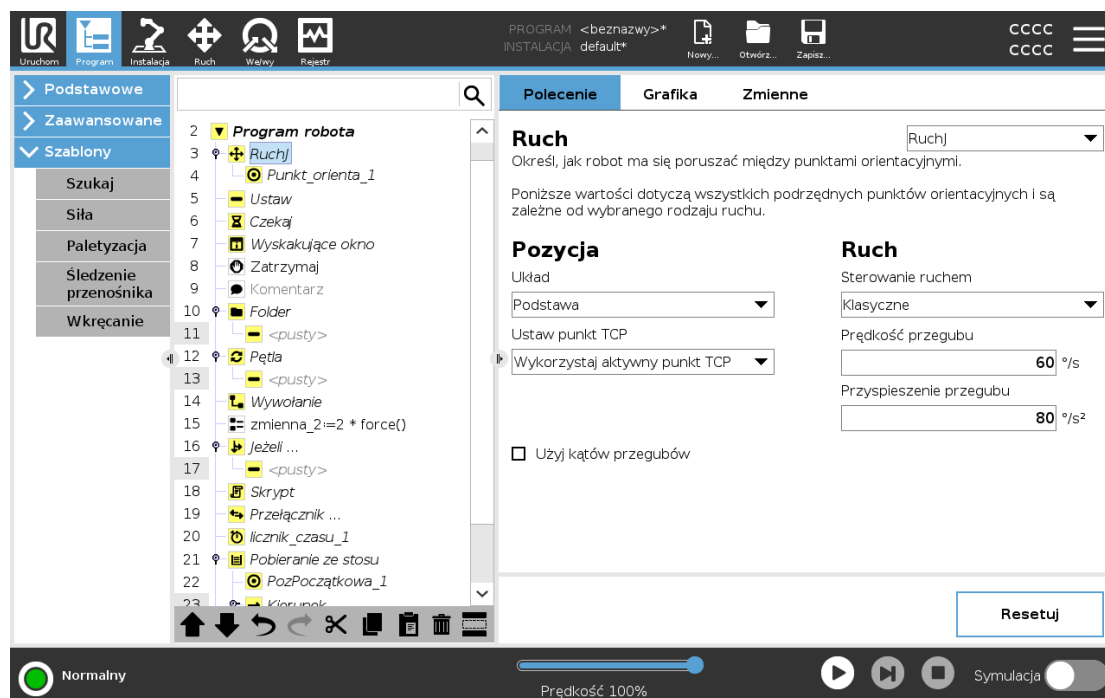 UR
Uruchom
Program
Instalacja
Ruch
We/wy
Rejestr
PROGRAM <beznazwy>*
INSTALACJA default*
Nowy...
Otwórz...
Zapisz...
CCCC
CCCC
Podstawowe
Zaawansowane
Szablony
Szukaj
Siła
Paletyzacja
Śledzenie
przenośnika
Wkręcanie
2 Program robota
3 RuchJ
4 Punkt_orienta_1
5 Ustaw
6 Czekaj
7 Wyskakujące okno
8 Zatrzymaj
9 Komentarz
10 Folder
11 <pusty>
12 Pętla
13 <pusty>
14 Wywołanie
15 zmienna_2:=2 * force()
16 Jeżeli ...
17 <pusty>
18 Skrypt
19 Przełącznik ...
20 licznik_czasu_1
21 Pobieranie ze stosu
22 PozPoczątkowa_1
23 Kierunek
Polecenie
Grafika
Zmienne
Ruch
RuchJ
Określ, jak robot ma się poruszać między punktami orientacyjnymi.
Poniższe wartości dotyczą wszystkich podrzędnych punktów orientacyjnych i są
zależne od wybranego rodzaju ruchu.
Pozycja
Układ
Podstawa
Ustaw punkt TCP
Wykorzystaj aktywny punkt TCP
Użyj kątów przegubów
Ruch
Sterowanie ruchem
Klasyczne
Prędkość przegubu
60 °/s
Przyspieszenie przegubu
80 °/s²
Resetuj
Normalny
Prędkość 100%
Symulacja